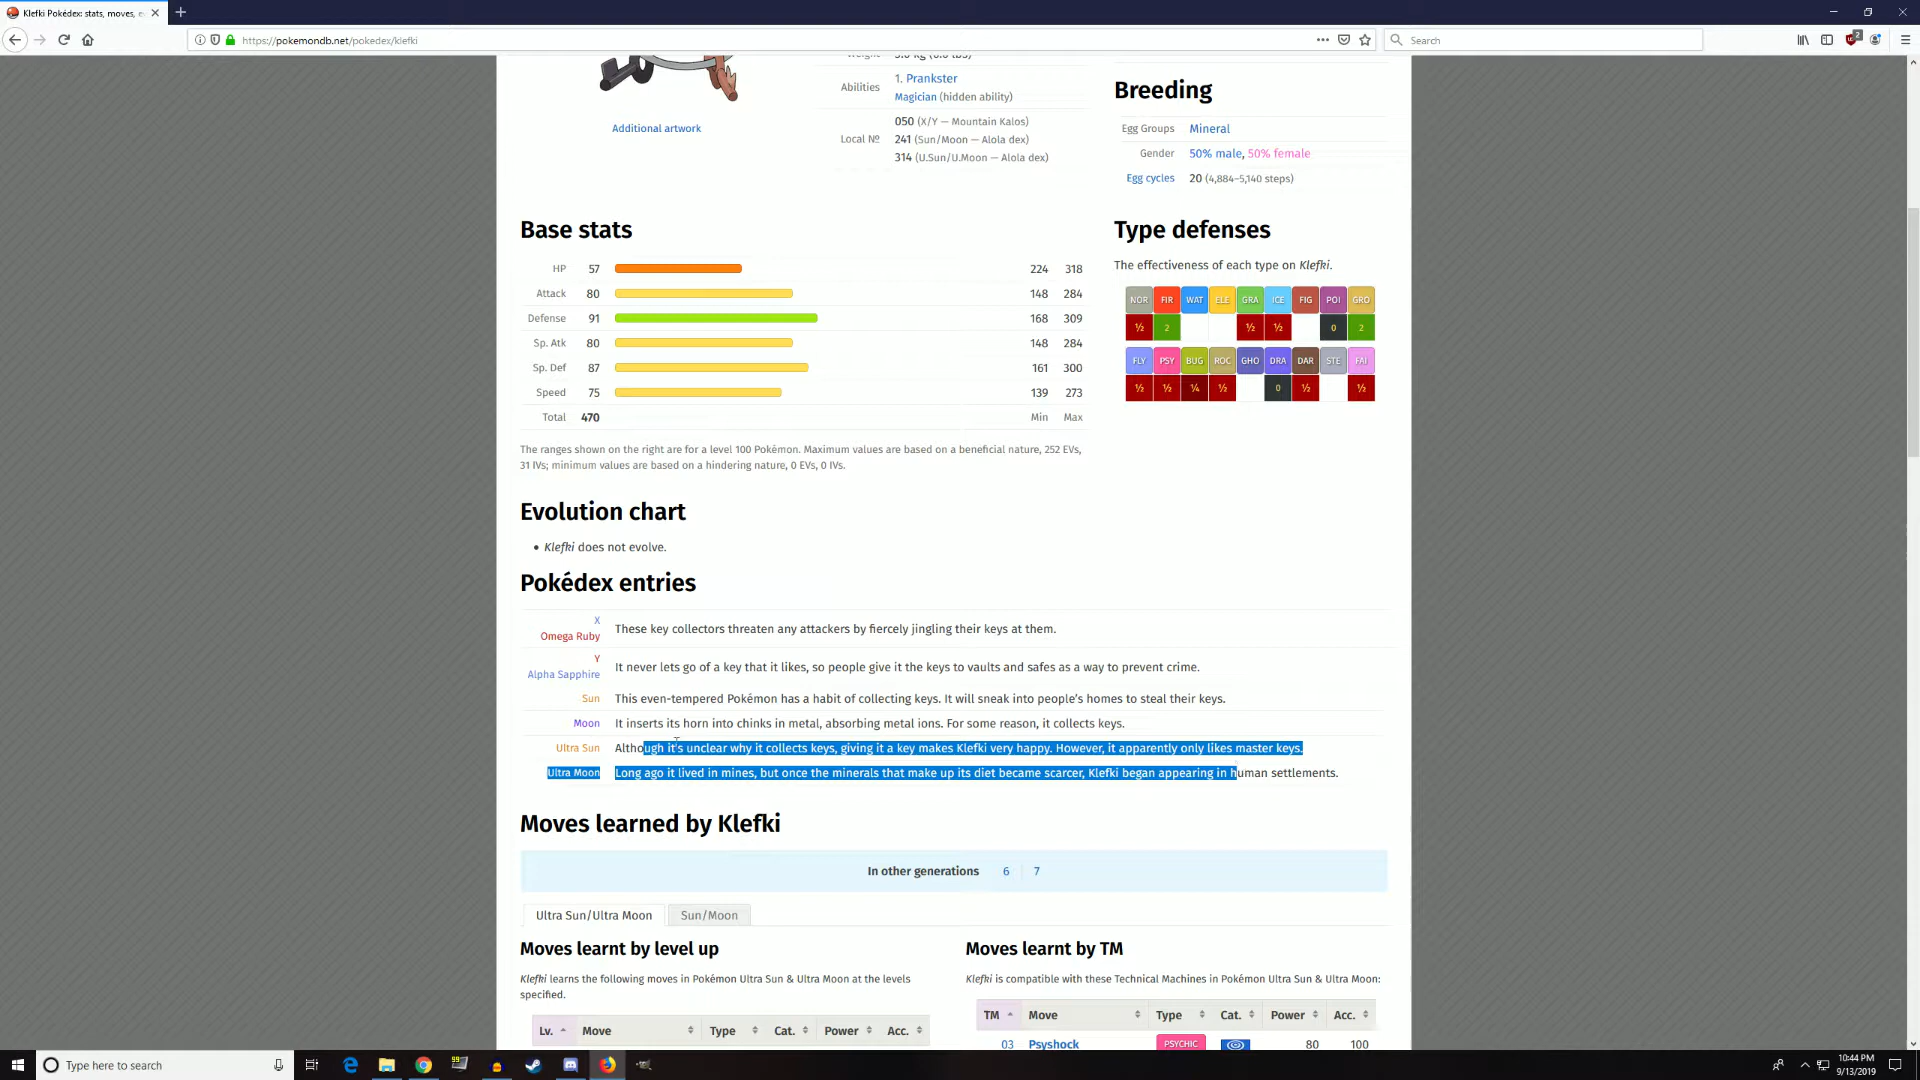 Klefki Pokédex: stats, moves, e
https://pokemondb.net/pokedex/klefki
Search
2
Additional artwork
Abilities
1. Prankster
Magician (hidden ability)
Local №
050 (X/Y — Mountain Kalos)
241 (Sun/Moon — Alola dex)
314 (U.Sun/U.Moon — Alola dex)
Breeding
Egg Groups Mineral
Gender 50% male, 50% female
Egg cycles 20 (4,884–5,140 steps)
Base stats
HP 57 224 318
Attack 80 148 284
Defense 91 168 309
Sp. Atk 80 148 284
Sp. Def 87 161 300
Speed 75 139 273
Total 470 Min Max
The ranges shown on the right are for a level 100 Pokémon. Maximum values are based on a beneficial nature, 252 EVs,
31 IVs; minimum values are based on a hindering nature, 0 EVs, 0 IVs.
Type defenses
The effectiveness of each type on Klefki.
NOR FIR WAT ELE GRA ICE FIG POI GRO
½ 2 ½ ½ 0 2
FLY PSY BUG ROC GHO DRA DAR STE FAI
½ ½ ¼ ½ 0 ½ ½
Evolution chart
• Klefki does not evolve.
Pokédex entries
X
Omega Ruby
These key collectors threaten any attackers by fiercely jingling their keys at them.
Y
Alpha Sapphire
It never lets go of a key that it likes, so people give it the keys to vaults and safes as a way to prevent crime.
Sun This even-tempered Pokémon has a habit of collecting keys. It will sneak into people's homes to steal their keys.
Moon It inserts its horn into chinks in metal, absorbing metal ions. For some reason, it collects keys.
Ultra Sun Although it's unclear why it collects keys, giving it a key makes Klefki very happy. However, it apparently only likes master keys.
Ultra Moon Long ago it lived in mines, but once the minerals that make up its diet became scarcer, Klefki began appearing in human settlements.
Moves learned by Klefki
In other generations 6 7
Ultra Sun/Ultra Moon Sun/Moon
Moves learnt by level up
Klefki learns the following moves in Pokémon Ultra Sun & Ultra Moon at the levels
specified.
Lv. Move Type Cat. Power Acc.
Moves learnt by TM
Klefki is compatible with these Technical Machines in Pokémon Ultra Sun & Ultra Moon:
TM Move Type Cat. Power Acc.
03 Psyshock PSYCHIC 80 100
Type here to search
10:44 PM
9/13/2019